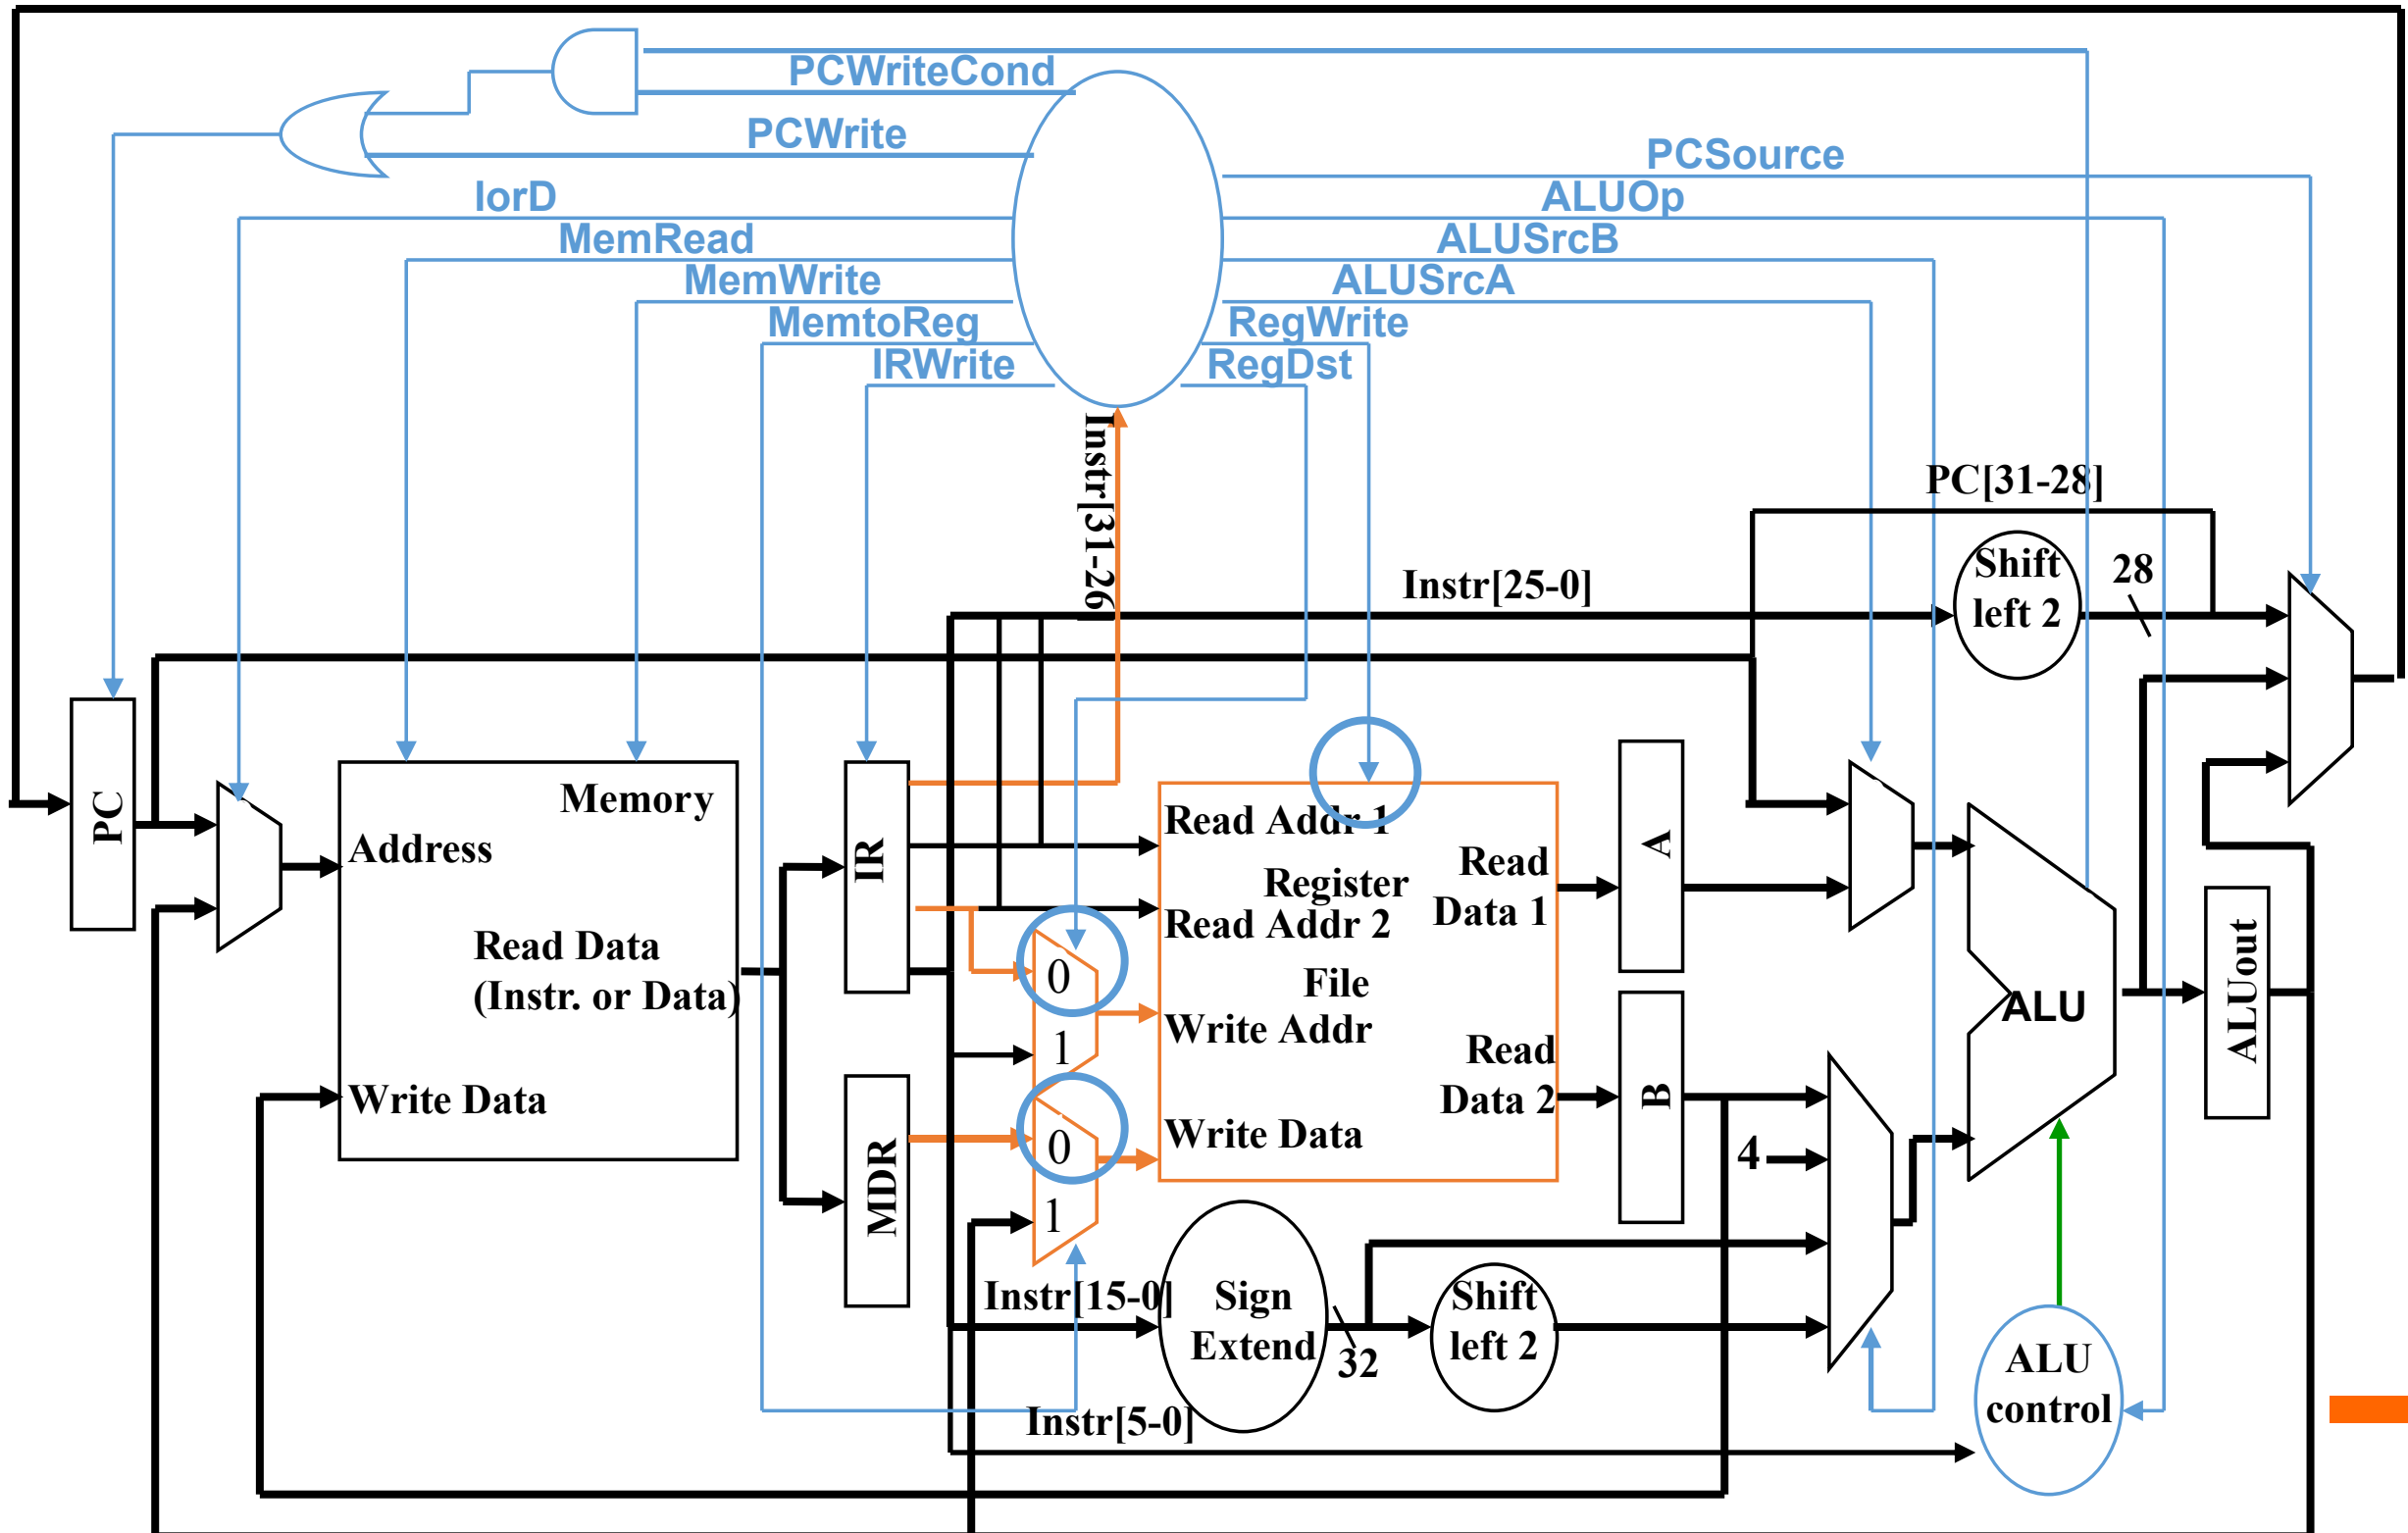 PCWriteCond
PCWrite
PCSource
IorD
ALUOp
MemRead
ALUSrcB
MemWrite
ALUSrcA
MemtoReg
RegWrite
IRWrite
RegDst
Instr[31-26]
PC[31-28]
Instr[25-0]
Shift
left 2
28
PC
Memory
Address
Read Data
(Instr. or Data)
Write Data
IR
MDR
0
1
0
1
Read Addr 1
Register
Read Addr 2
File
Write Addr
Write Data
Read
Data 1
Read
Data 2
A
B
4
ALU
ALUout
Instr[15-0]
Sign
Extend
32
Shift
left 2
Instr[5-0]
ALU
control